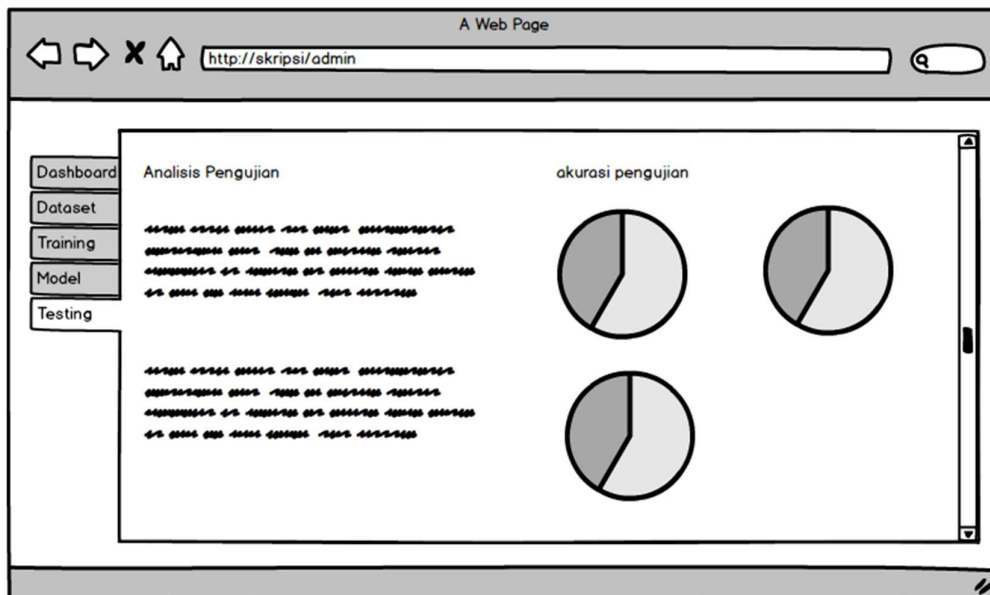 A Web Page
http://skripsi/admin
Dashboard
Dataset
Training
Model
Testing
Analisis Pengujian
akurasi pengujian